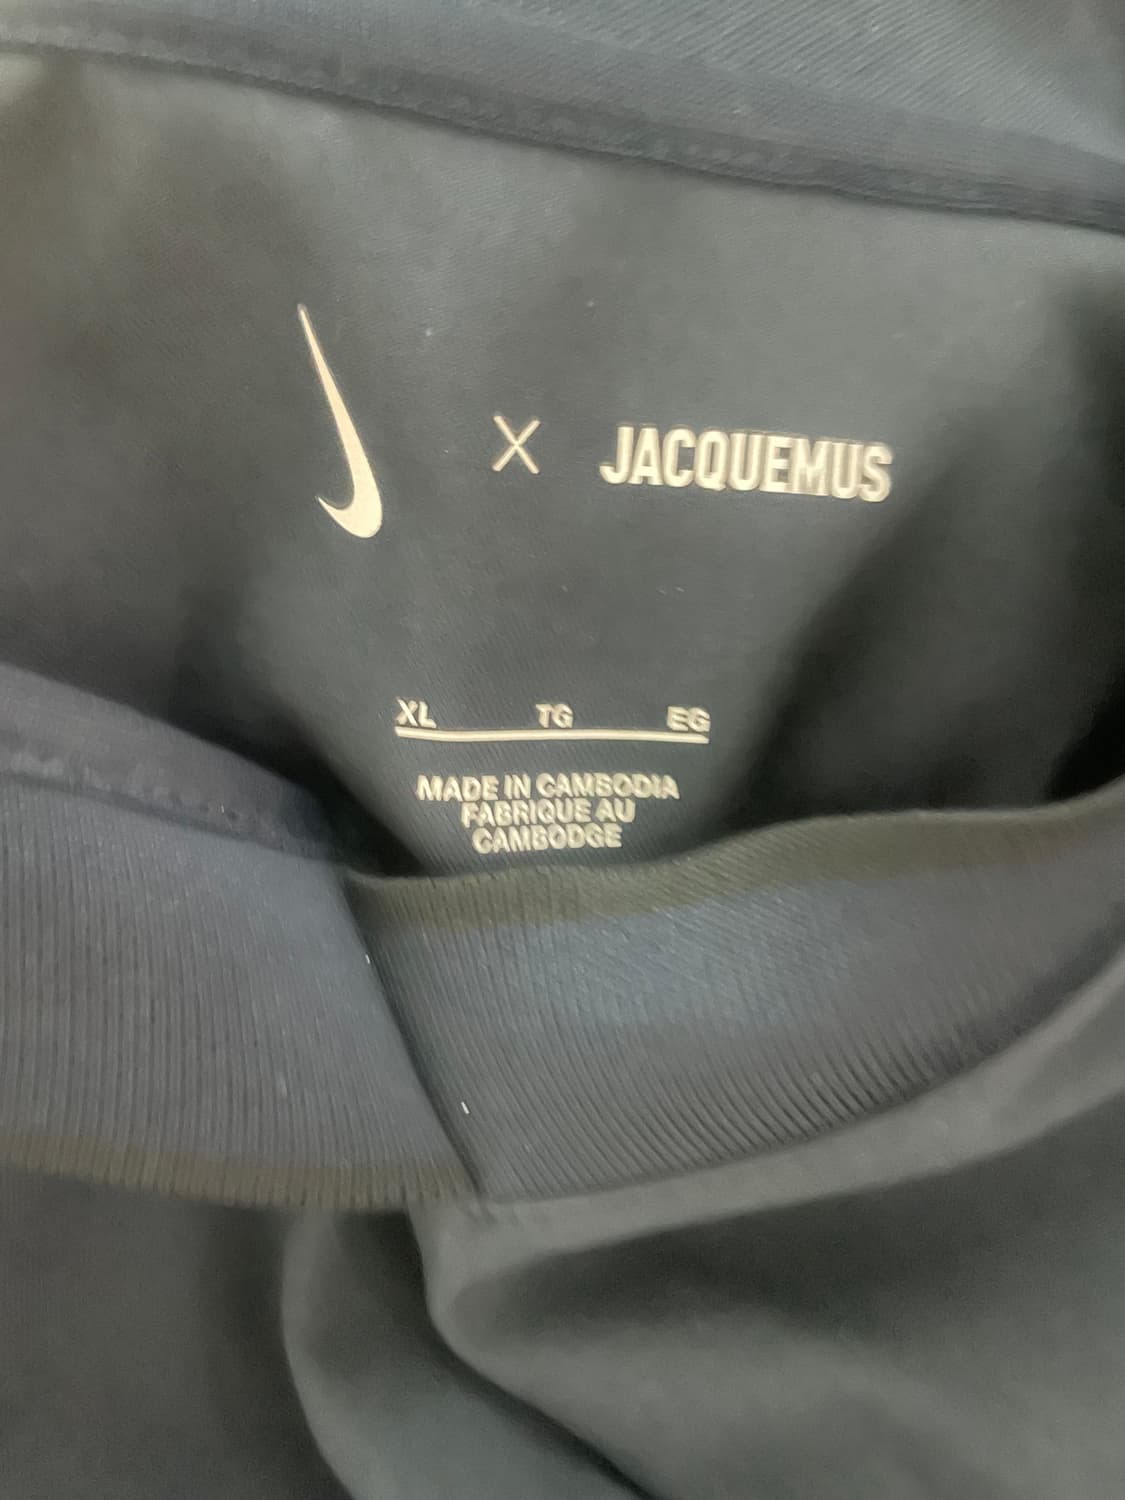 X JACQUEMUS
XL TG EG
MADE IN CAMBODIA
FABRIQUE AU
CAMBODGE